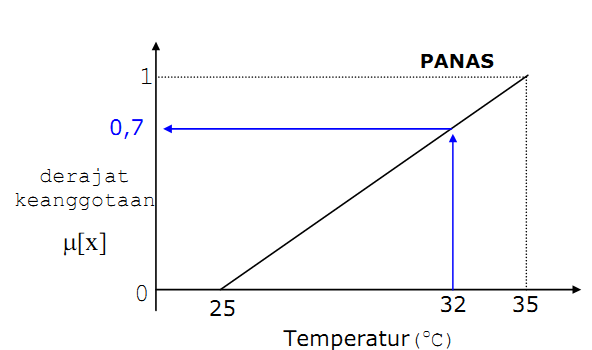 PANAS
1
0,7
derajat
keanggotaan
μ[x]
0
25
32
35
Temperatur (°C)